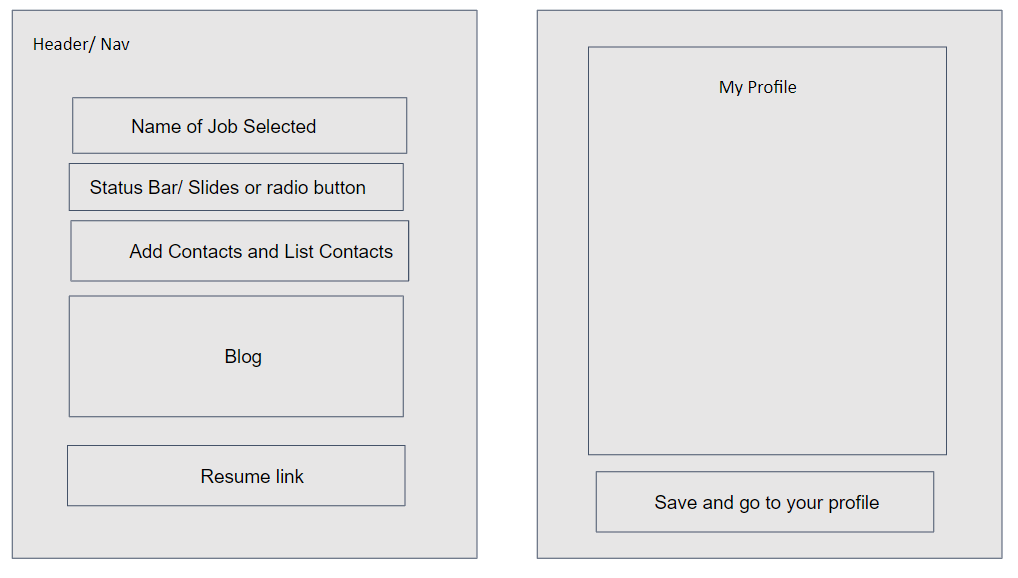 Header/ Nav
Name of Job Selected
Status Bar/ Slides or radio button
Add Contacts and List Contacts
Blog
Resume link
My Profile
Save and go to your profile